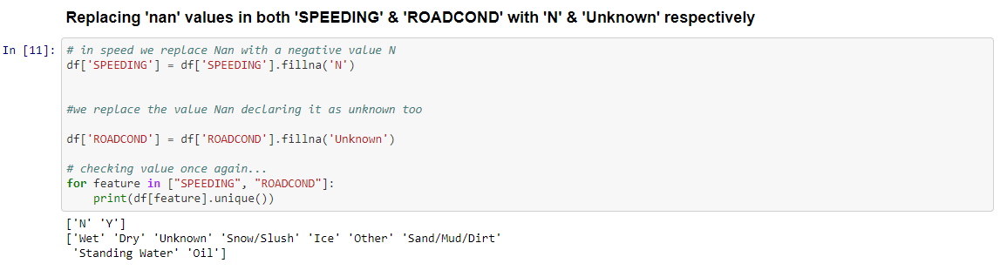 Replacing 'nan' values in both 'SPEEDING' & 'ROADCOND' with 'N' & 'Unknown' respectively
In [11]: # in speed we replace Nan with a negative value N
df['SPEEDING'] = df['SPEEDING'].fillna('N')
#we replace the value Nan declaring it as unknown too
df['ROADCOND'] = df['ROADCOND'].fillna('Unknown')
# checking value once again...
for feature in ["SPEEDING", "ROADCOND"]:
    print(df[feature].unique())
['N' 'Y']
['Wet' 'Dry' 'Unknown' 'Snow/Slush' 'Ice' 'Other' 'Sand/Mud/Dirt'
 'Standing Water' 'Oil']